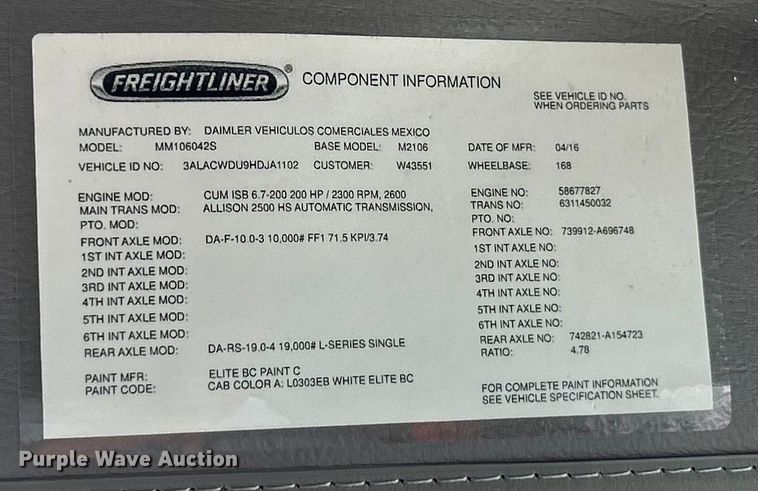 FREIGHTLINER® COMPONENT INFORMATION
SEE VEHICLE ID NO.
WHEN ORDERING PARTS
MANUFACTURED BY: DAIMLER VEHICULOS COMERCIALES MEXICO
MODEL: MM106042S BASE MODEL: M2106 DATE OF MFR: 04/16
VEHICLE ID NO: 3ALACWDU9HDJA1102 CUSTOMER: W43551 WHEELBASE: 168
ENGINE MOD: CUM ISB 6.7-200 200 HP / 2300 RPM, 2600 ENGINE NO: 58677827
MAIN TRANS MOD: ALLISON 2500 HS AUTOMATIC TRANSMISSION, TRANS NO: 6311450032
PTO. MOD: PTO. NO:
FRONT AXLE MOD: DA-F-10.0-3 10,000# FF1 71.5 KPI/3.74 FRONT AXLE NO: 739912-A696748
1ST INT AXLE MOD: 1ST INT AXLE NO:
2ND INT AXLE MOD: 2ND INT AXLE NO:
3RD INT AXLE MOD: 3RD INT AXLE NO:
4TH INT AXLE MOD: 4TH INT AXLE NO:
5TH INT AXLE MOD: 5TH INT AXLE NO:
6TH INT AXLE MOD: 6TH INT AXLE NO:
REAR AXLE MOD: DA-RS-19.0-4 19,000# L-SERIES SINGLE REAR AXLE NO: 742821-A154723
RATIO: 4.78
PAINT MFR: ELITE BC PAINT C
PAINT CODE: CAB COLOR A: L0303EB WHITE ELITE BC
FOR COMPLETE PAINT INFORMATION
SEE VEHICLE SPECIFICATION SHEET.
Purple Wave Auction